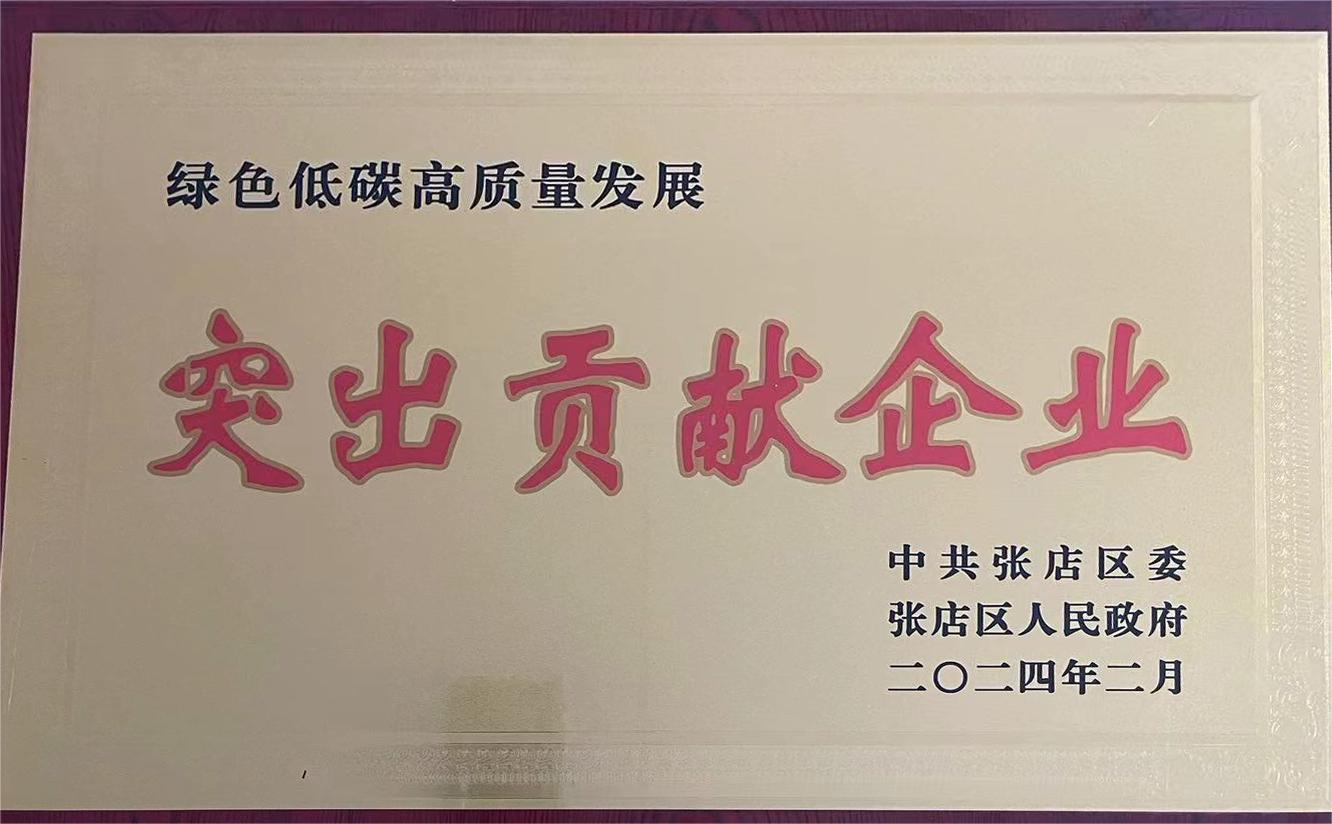 绿色低碳高质量发展
突出贡献企业
中共张店区委
张店区人民政府
二〇二四年二月